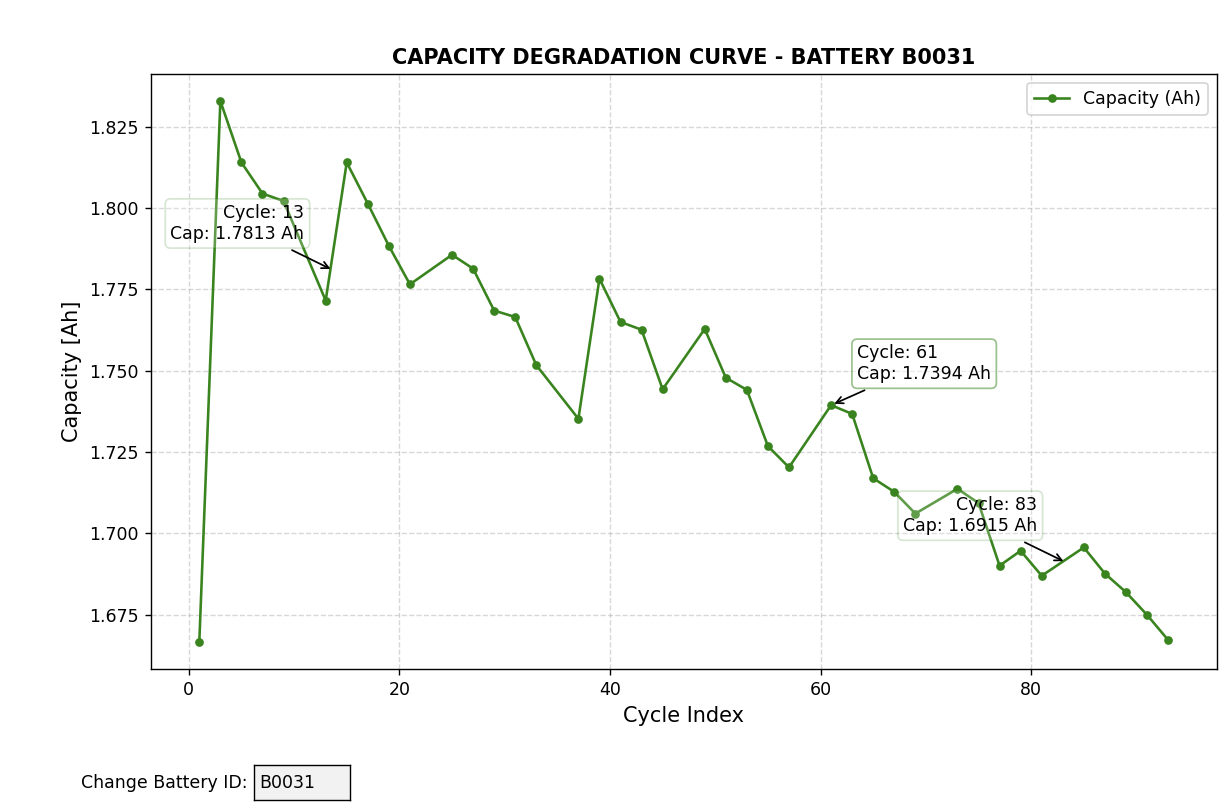 CAPACITY DEGRADATION CURVE - BATTERY B0031
Capacity (Ah)
Capacity [Ah]
1.825
1.800
1.775
1.750
1.725
1.700
1.675
Cycle: 13
Cap: 1.7813 Ah
Cycle: 61
Cap: 1.7394 Ah
Cycle: 83
Cap: 1.6915 Ah
0 20 40 60 80
Cycle Index
Change Battery ID: B0031